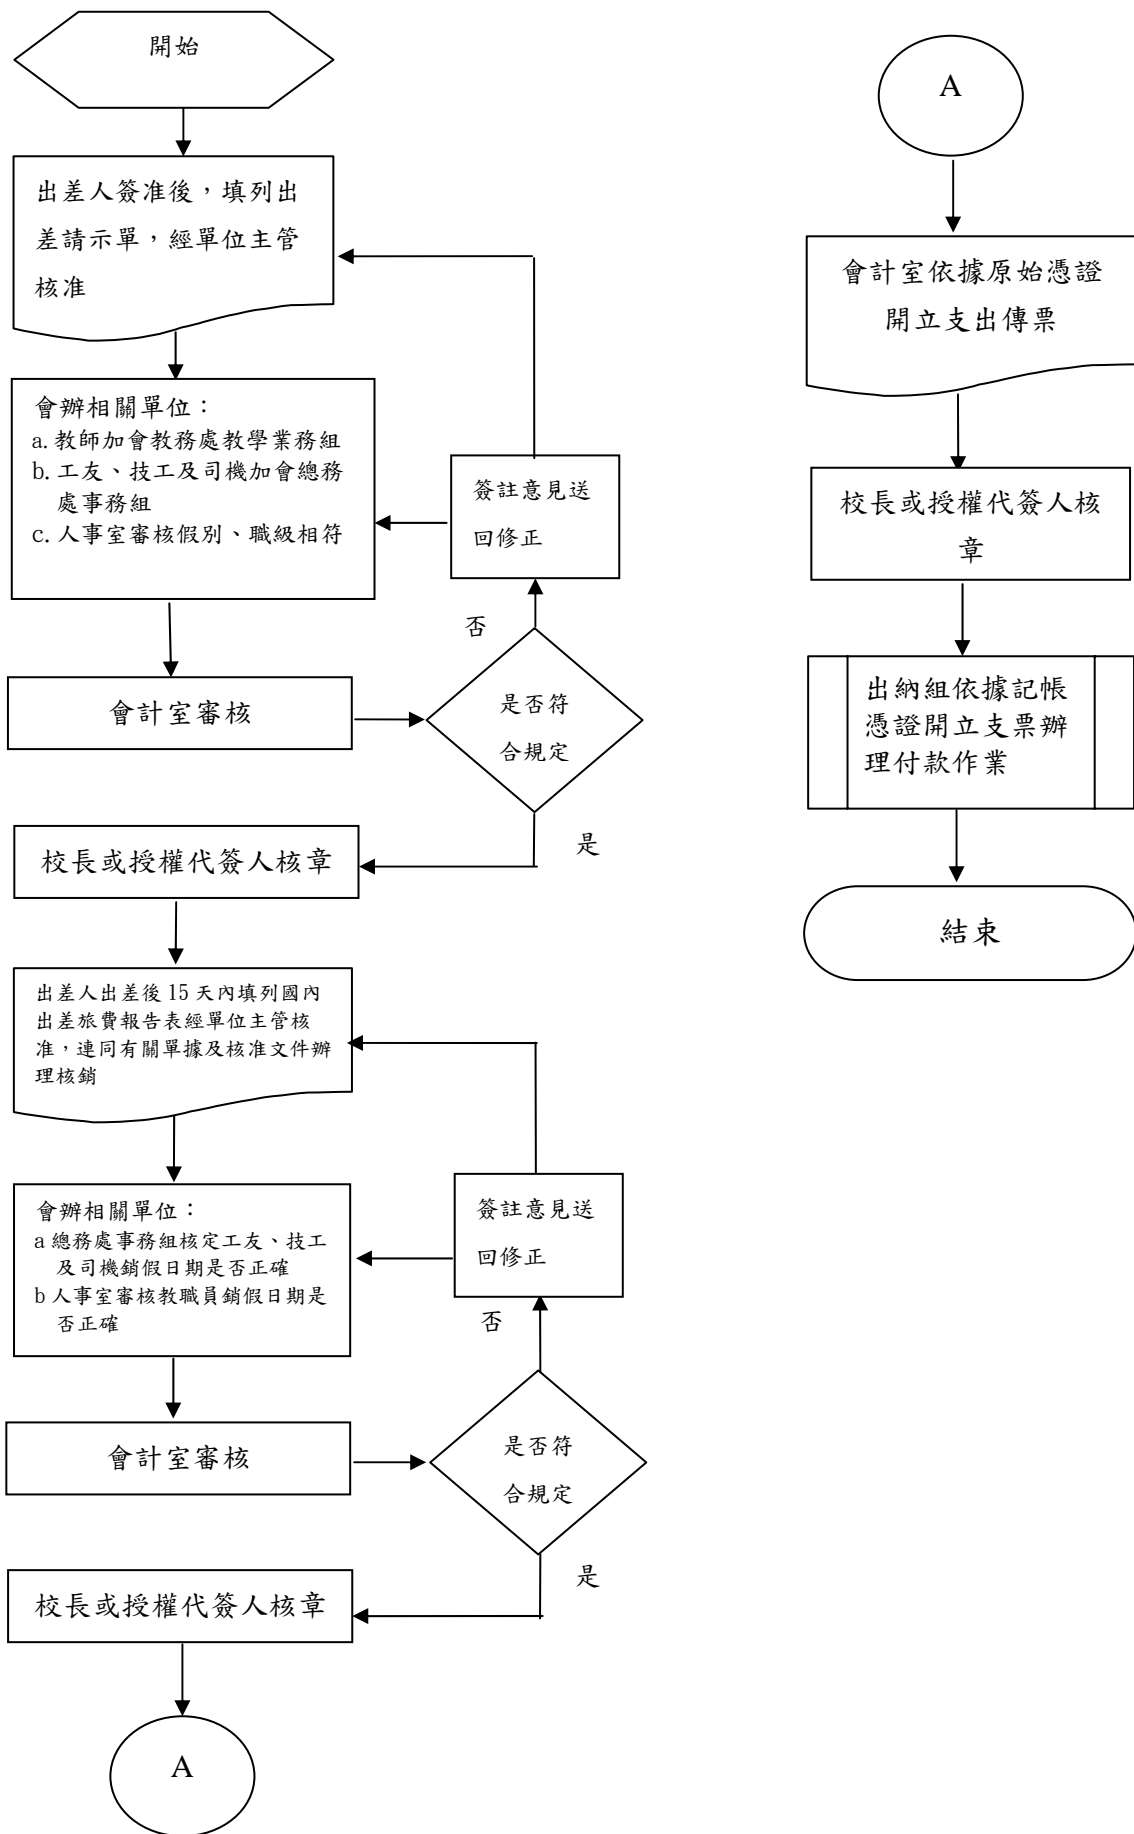 開始
出差人簽准後，填列出
差請示單，經單位主管
核准
會辦相關單位：
a.教師加會教務處教學業務組
b.工友、技工及司機加會總務
處事務組
c.人事室審核假別、職級相符
簽註意見送
回修正
否
會計室審核
是否符
合規定
是
校長或授權代簽人核章
出差人出差後 15 天內填列國內
出差旅費報告表經單位主管核
准，連同有關單據及核准文件辦
理核銷
會辦相關單位：
a 總務處事務組核定工友、技工
及司機銷假日期是否正確
b 人事室審核教職員銷假日期是
否正確
簽註意見送
回修正
否
會計室審核
是否符
合規定
是
校長或授權代簽人核章
A
A
會計室依據原始憑證
開立支出傳票
校長或授權代簽人核
章
出納組依據記帳
憑證開立支票辦
理付款作業
結束